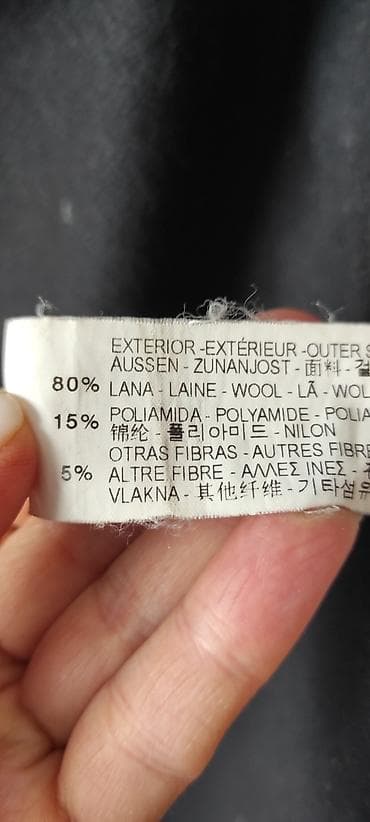 EXTERIOR -EXTÉRIEUR -OUTER
AUSSEN - ZUNANJOST - 面料 -
80% LANA - LAINE - WOOL - LÃ -
15% POLIAMIDA - POLYAMIDE -
锦纶 - 폴리아미드 - NILON
OTRAS FIBRAS - AUTRES FIBRE
5% ALTRE FIBRE - ΑΛΛΕΣ ΙΝΕΣ -
VLAKNA - 其他纤维 - 기타섬유